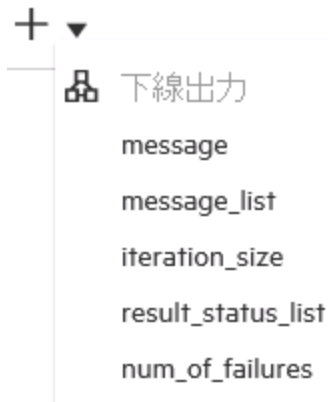 下線出力
message
message_list
iteration_size
result_status_list
num_of_failures